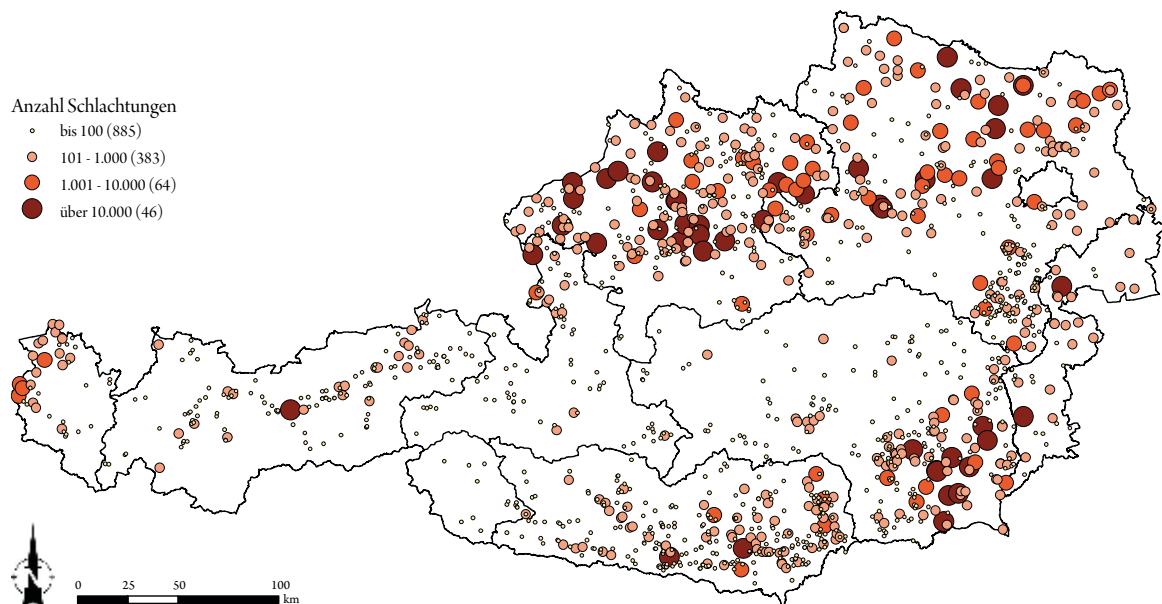 Anzahl Schlachtungen
bis 100 (885)
101 - 1.000 (383)
1.001 - 10.000 (64)
über 10.000 (46)
N
0 25 50 100
km